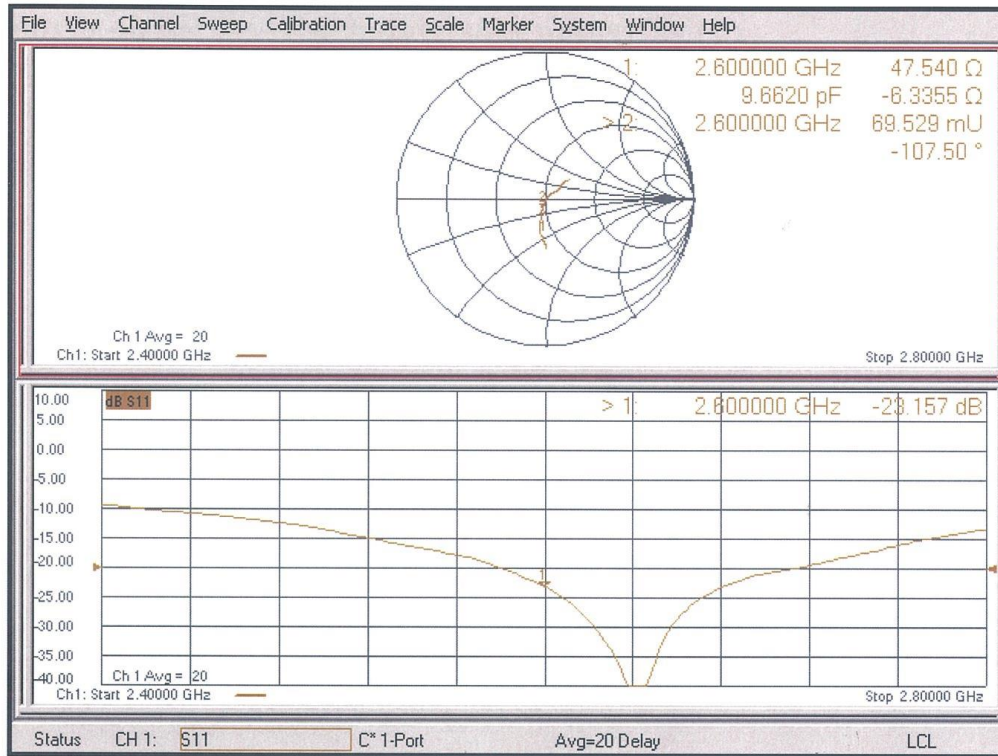 File View Channel Sweep Calibration Trace Scale Marker System Window Help
1: 2.600000 GHz 47.540 Ω
9.6620 pF -6.3355 Ω
> 2: 2.600000 GHz 69.529 mU
-107.50 °
Ch 1 Avg = 20
Ch1: Start 2.40000 GHz
Stop 2.80000 GHz
10.00
dB S11
> 1: 2.600000 GHz -23.157 dB
5.00
0.00
-5.00
-10.00
-15.00
-20.00
1
-25.00
-30.00
-35.00
-40.00
Ch 1 Avg = 20
Ch1: Start 2.40000 GHz
Stop 2.80000 GHz
Status CH 1: S11 C* 1-Port Avg=20 Delay LCL